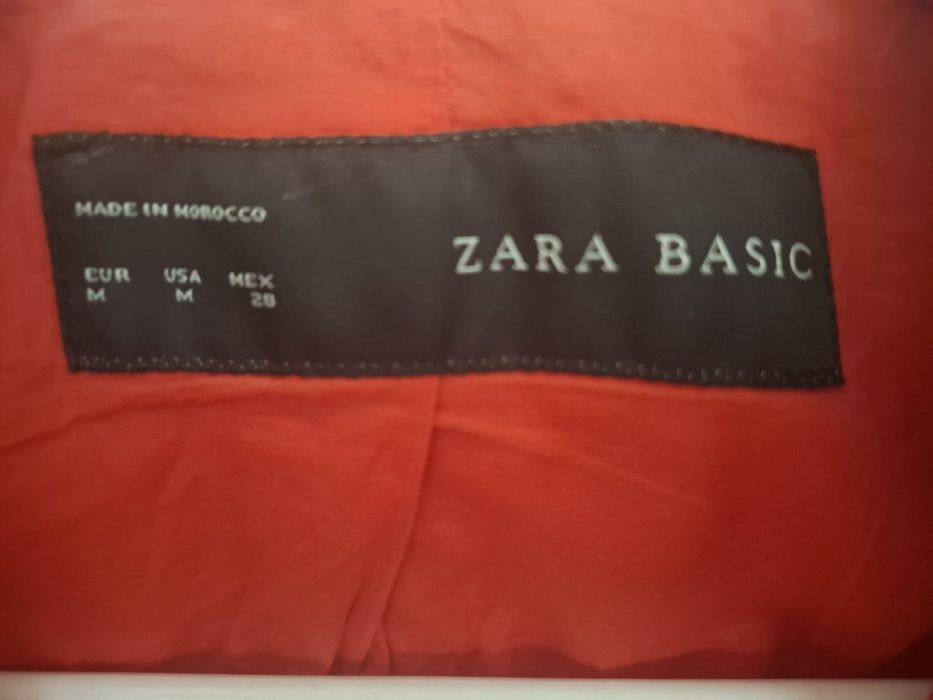 MADE IN MOROCCO
EUR USA MEX
M M 28
ZARA BASIC